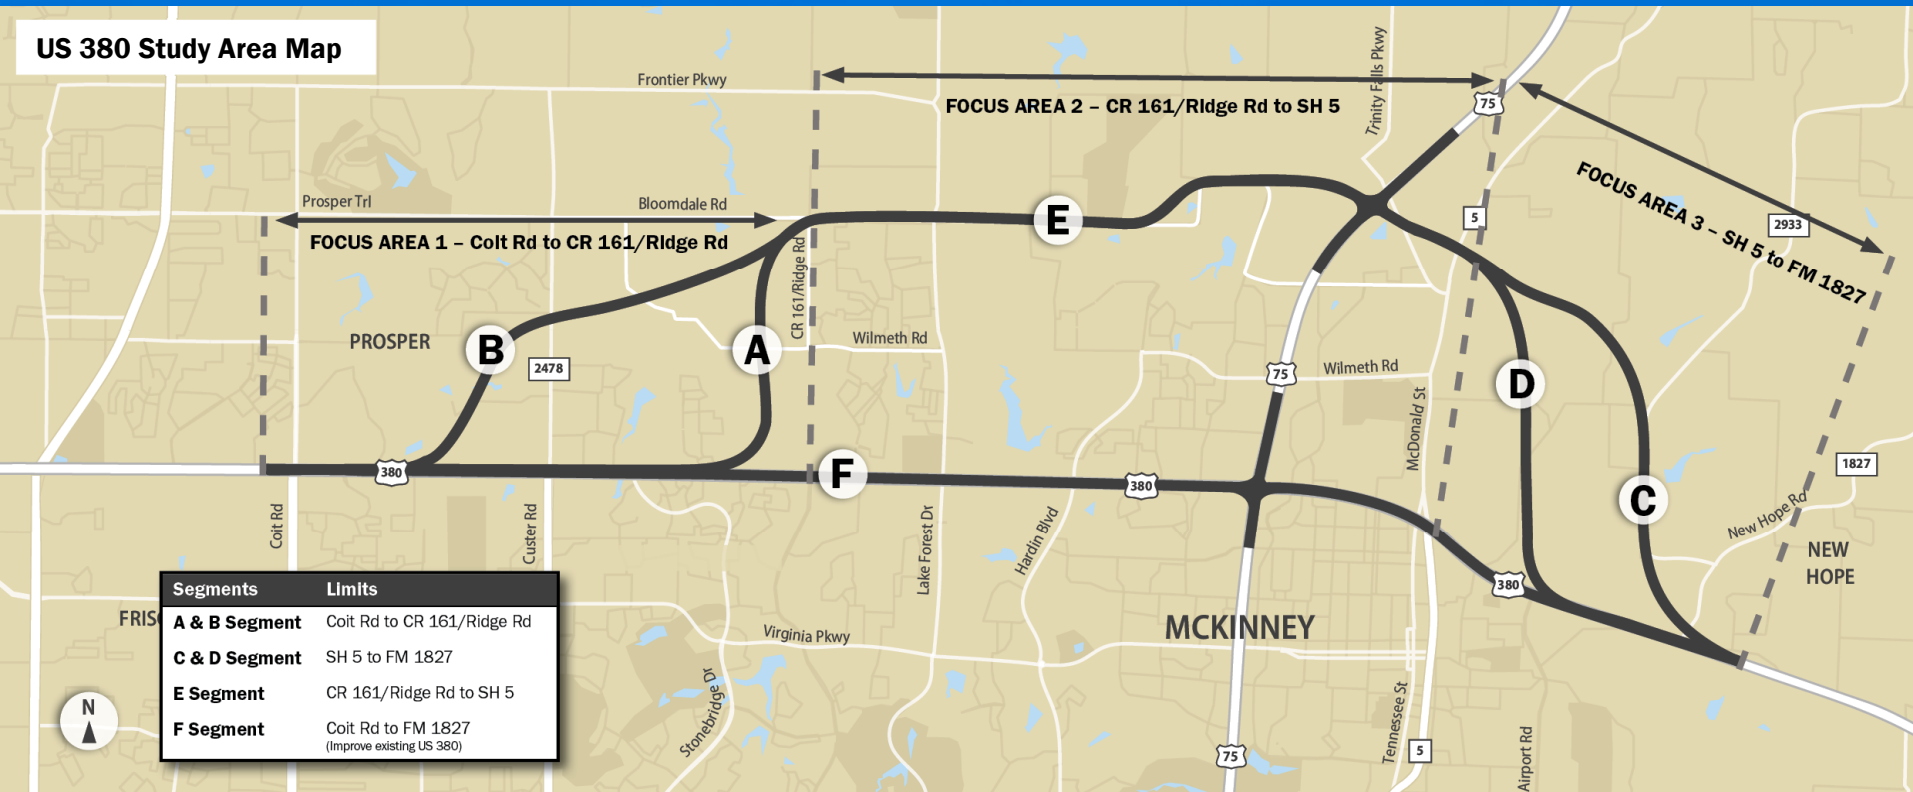 US 380 Study Area Map
Frontier Pkwy
Trinity Falls Pkwy
75
FOCUS AREA 2 – CR 161/RIdge Rd to SH 5
FOCUS AREA 3 – SH 5 to FM 1827
Prosper Trl
Bloomdale Rd
FOCUS AREA 1 – CoIt Rd to CR 161/RIdge Rd
E
5
2933
CR 161/Ridge Rd
PROSPER
B
A
2478
Wilmeth Rd
75
Wilmeth Rd
D
McDonald St
380
F
380
1827
C
New Hope Rd
Coit Rd
Custer Rd
Lake Forest Dr
Hardin Blvd
NEW
HOPE
380
FRISC
MCKINNEY
Virginia Pkwy
Stonebridge Dr
Tennessee St
Airport Rd
75
5
N
Segments Limits
A & B Segment Coit Rd to CR 161/Ridge Rd
C & D Segment SH 5 to FM 1827
E Segment CR 161/Ridge Rd to SH 5
F Segment Coit Rd to FM 1827
(Improve existing US 380)